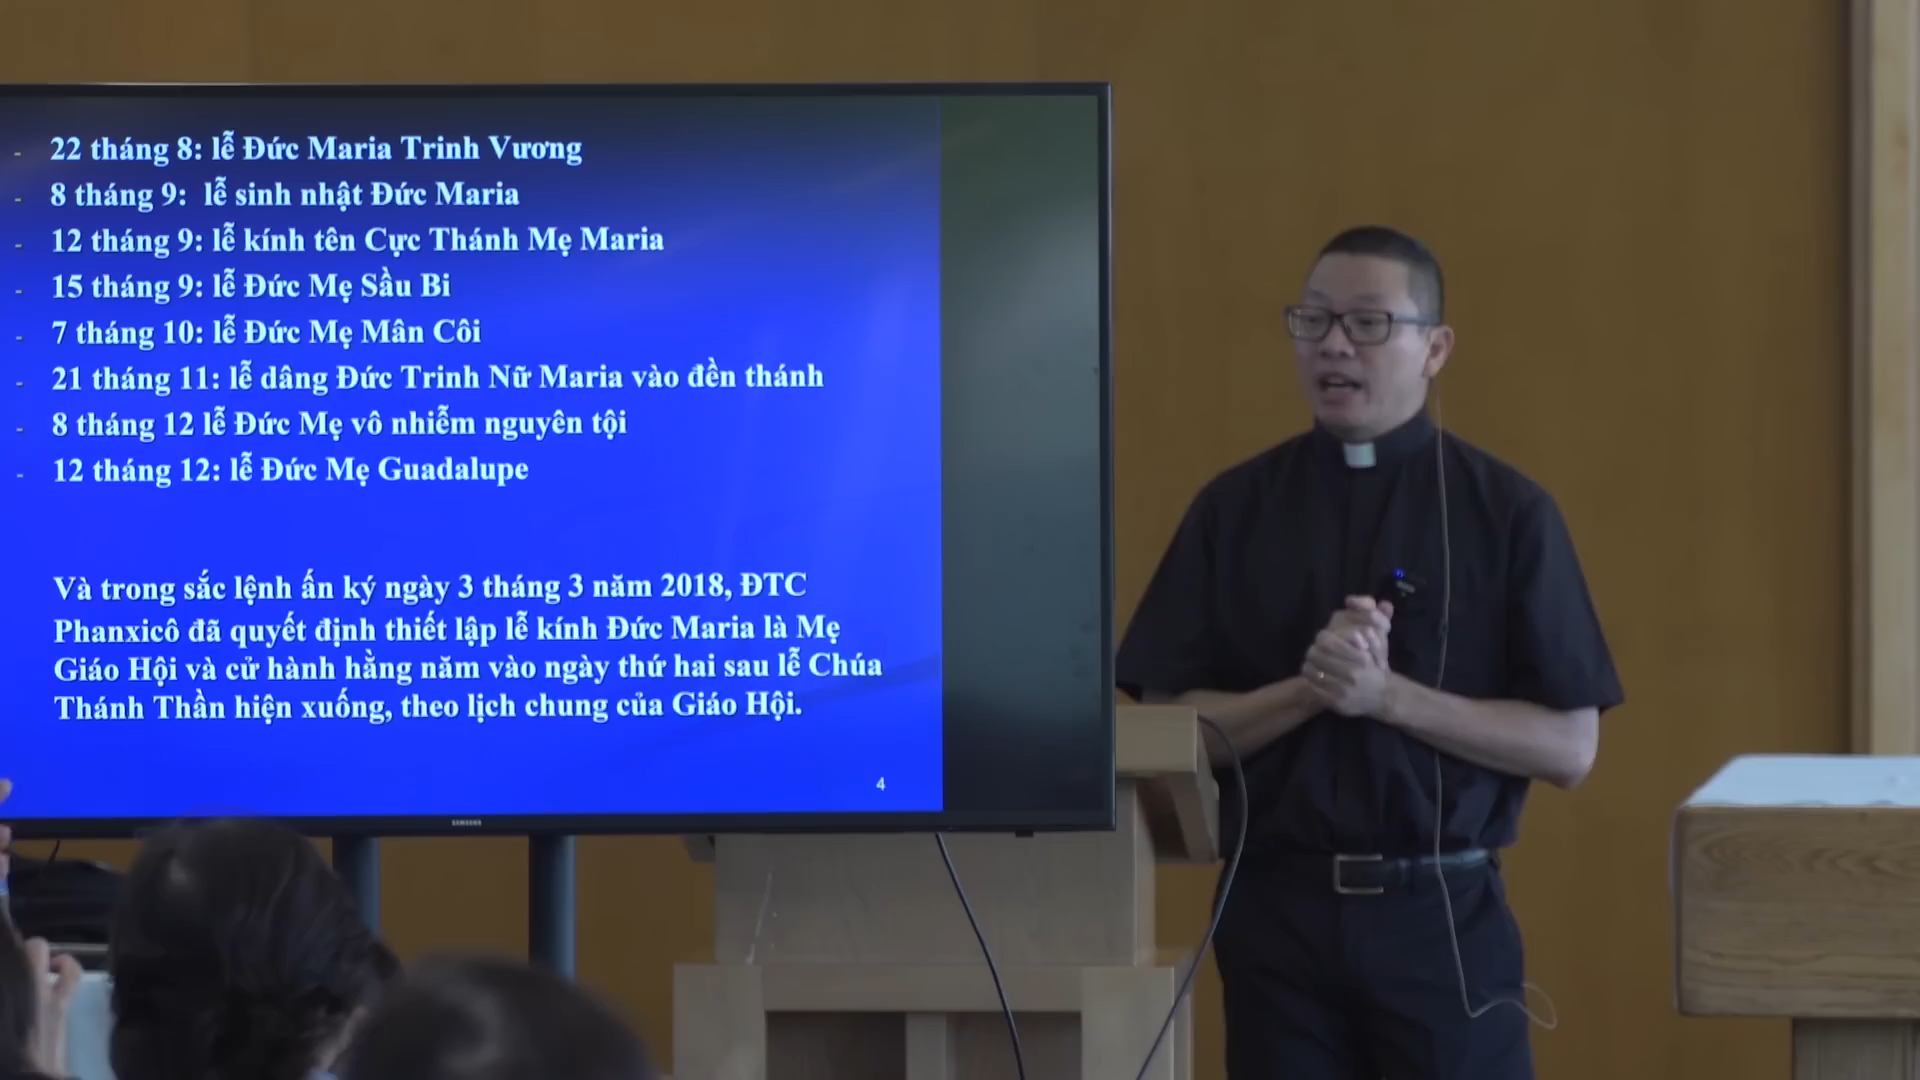 - 22 tháng 8: lễ Đức Maria Trinh Vương
- 8 tháng 9: lễ sinh nhật Đức Maria
- 12 tháng 9: lễ kính tên Cực Thánh Mẹ Maria
- 15 tháng 9: lễ Đức Mẹ Sầu Bi
- 7 tháng 10: lễ Đức Mẹ Mân Côi
- 21 tháng 11: lễ dâng Đức Trinh Nữ Maria vào đền thánh
- 8 tháng 12 lễ Đức Mẹ vô nhiễm nguyên tội
- 12 tháng 12: lễ Đức Mẹ Guadalupe
Và trong sắc lệnh ấn ký ngày 3 tháng 3 năm 2018, ĐTC
Phanxicô đã quyết định thiết lập lễ kính Đức Maria là Mẹ
Giáo Hội và cử hành hằng năm vào ngày thứ hai sau lễ Chúa
Thánh Thần hiện xuống, theo lịch chung của Giáo Hội.
4
SAMSUNG